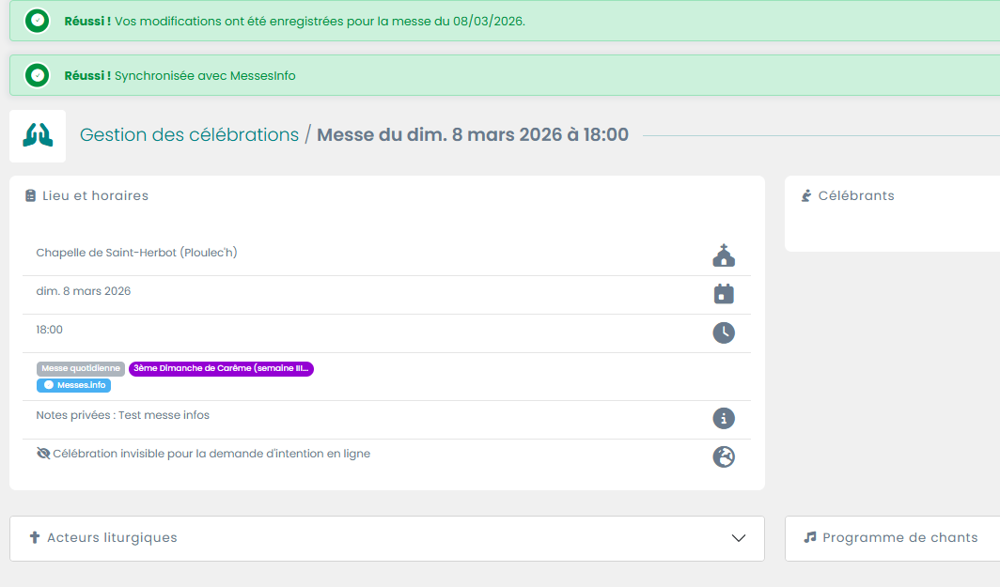 Réussi ! Vos modifications ont été enregistrées pour la messe du 08/03/2026.
Réussi ! Synchronisée avec MessesInfo
Gestion des célébrations / Messe du dim. 8 mars 2026 à 18:00
Lieu et horaires
Chapelle de Saint-Herbot (Ploulec'h)
dim. 8 mars 2026
18:00
Messe quotidienne 3ème Dimanche de Carême (semaine III...
Messes.info
Notes privées : Test messe infos
Célébration invisible pour la demande d'intention en ligne
Célébrants
Acteurs liturgiques
Programme de chants